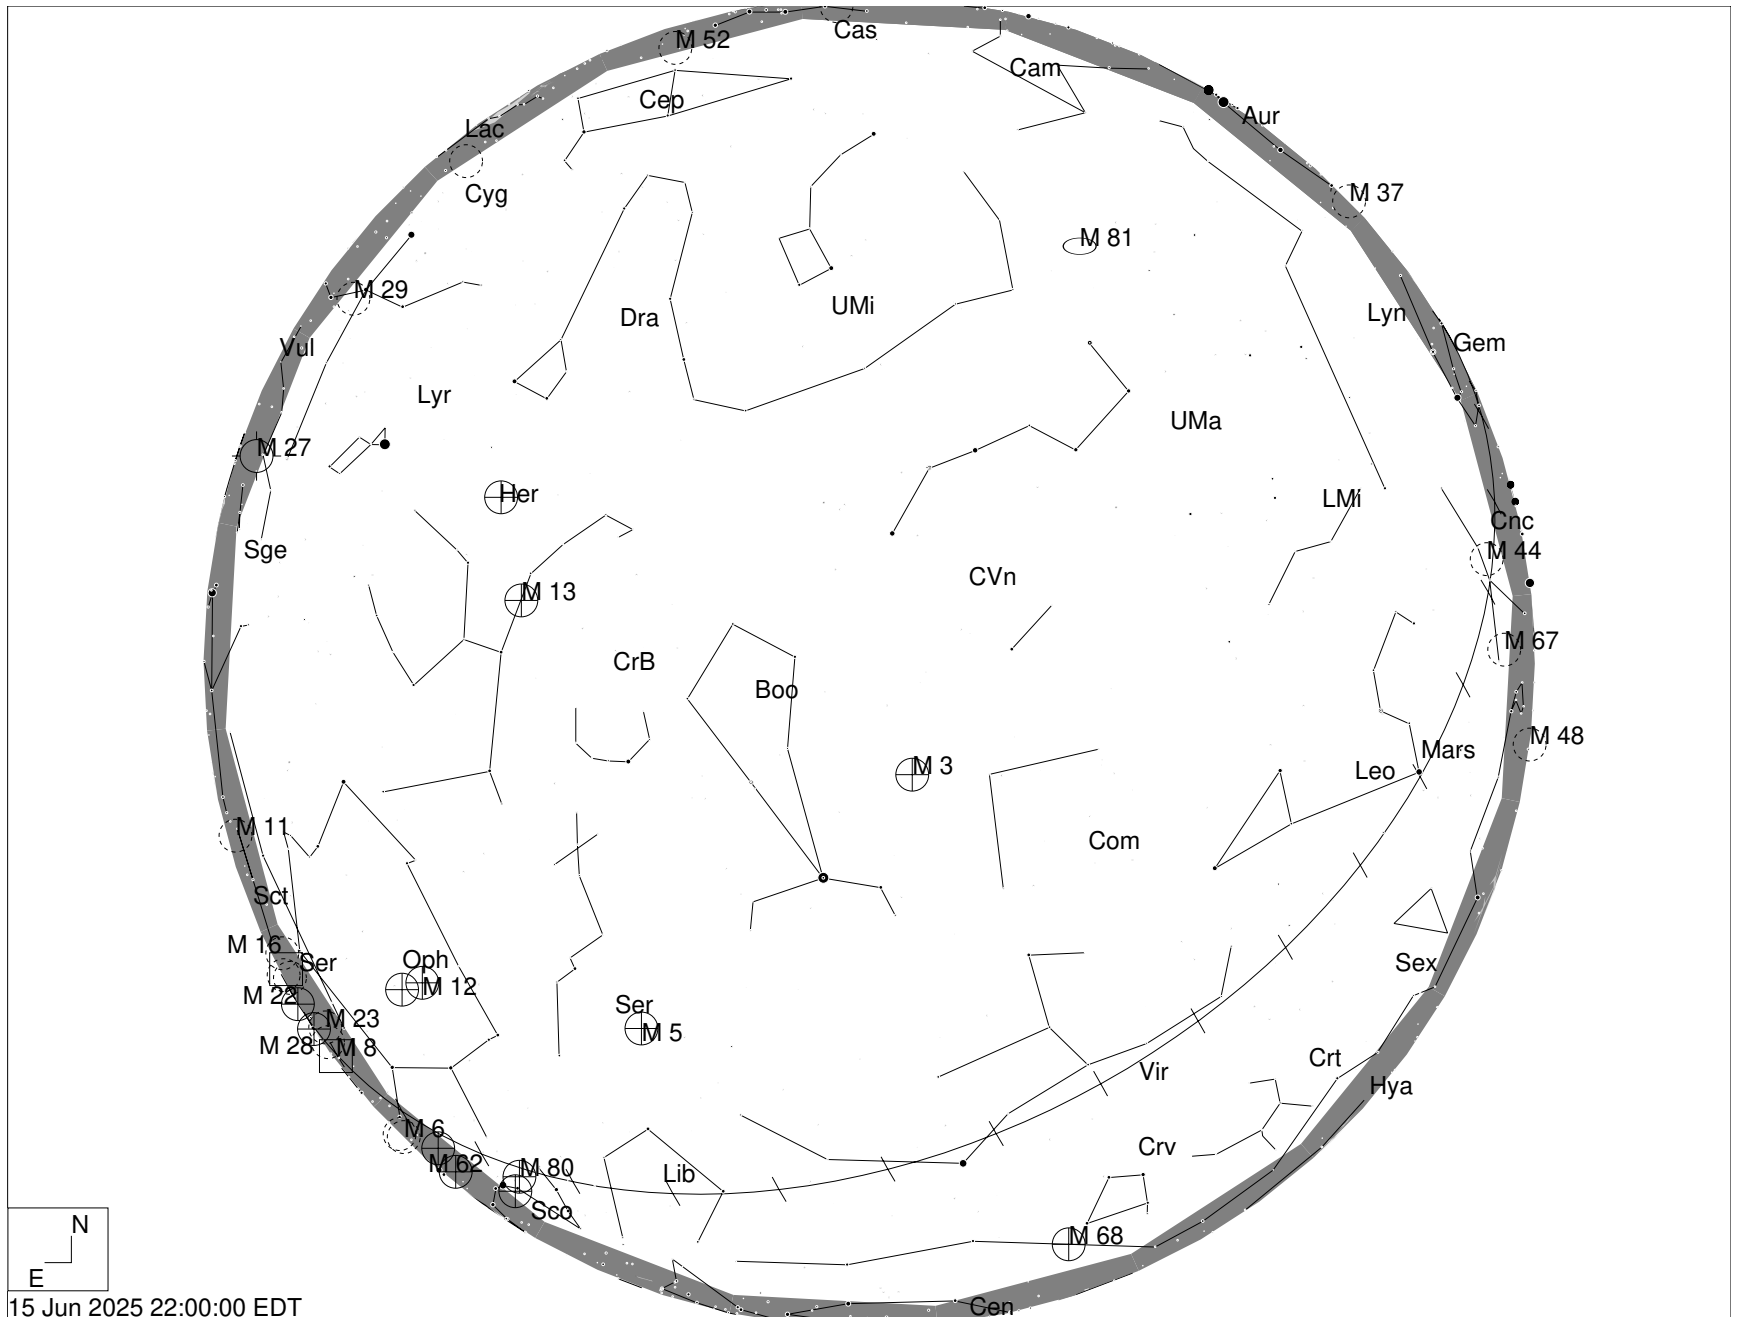 Cas
M 52
Cam
Cep
Aur
Lac
Cyg
M 37
M 81
M 29
UMi
Lyn
Dra
Gem
Vul
Lyr
UMa
M 27
Her
LMi
Cnc
Sge
M 44
CVn
M 13
M 67
CrB
Boo
M 48
Mars
M 3
Leo
M 11
Com
Sct
M 16
Ser
Oph
Sex
M 12
M 22
Ser
M 23
M 5
M 28
M 8
Crt
Vir
Hya
M 6
Crv
M 62
M 80
Lib
Sco
N
M 68
E
15 Jun 2025 22:00:00 EDT
Cen